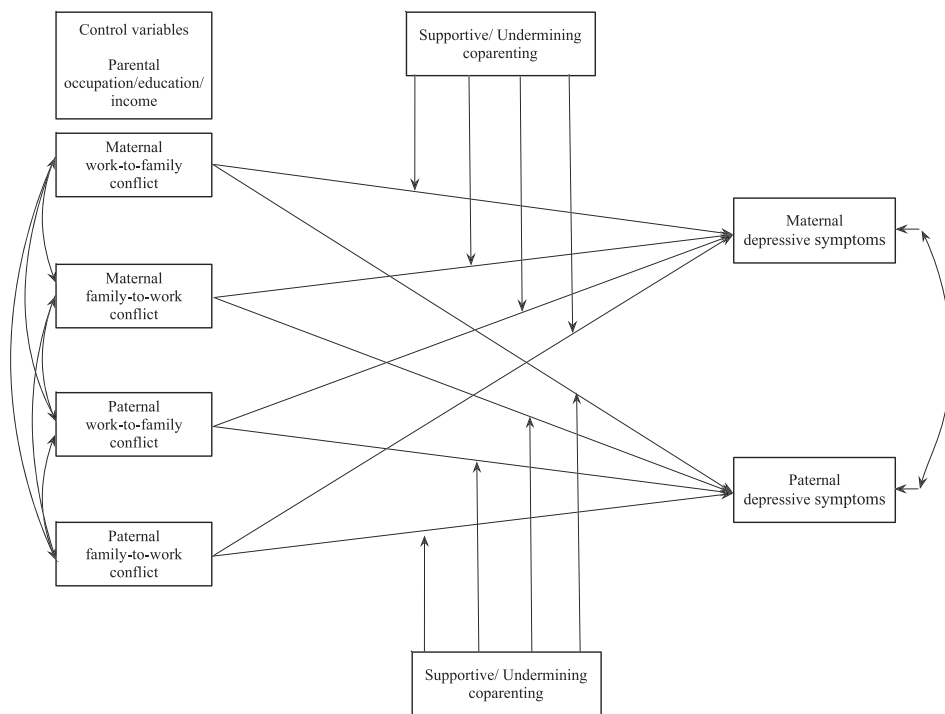 Control variables
Parental
occupation/education/
income
Supportive/ Undermining
coparenting
Maternal
work-to-family
conflict
Maternal
family-to-work
conflict
Paternal
work-to-family
conflict
Paternal
family-to-work
conflict
Maternal
depressive symptoms
Paternal
depressive symptoms
Supportive/ Undermining
coparenting